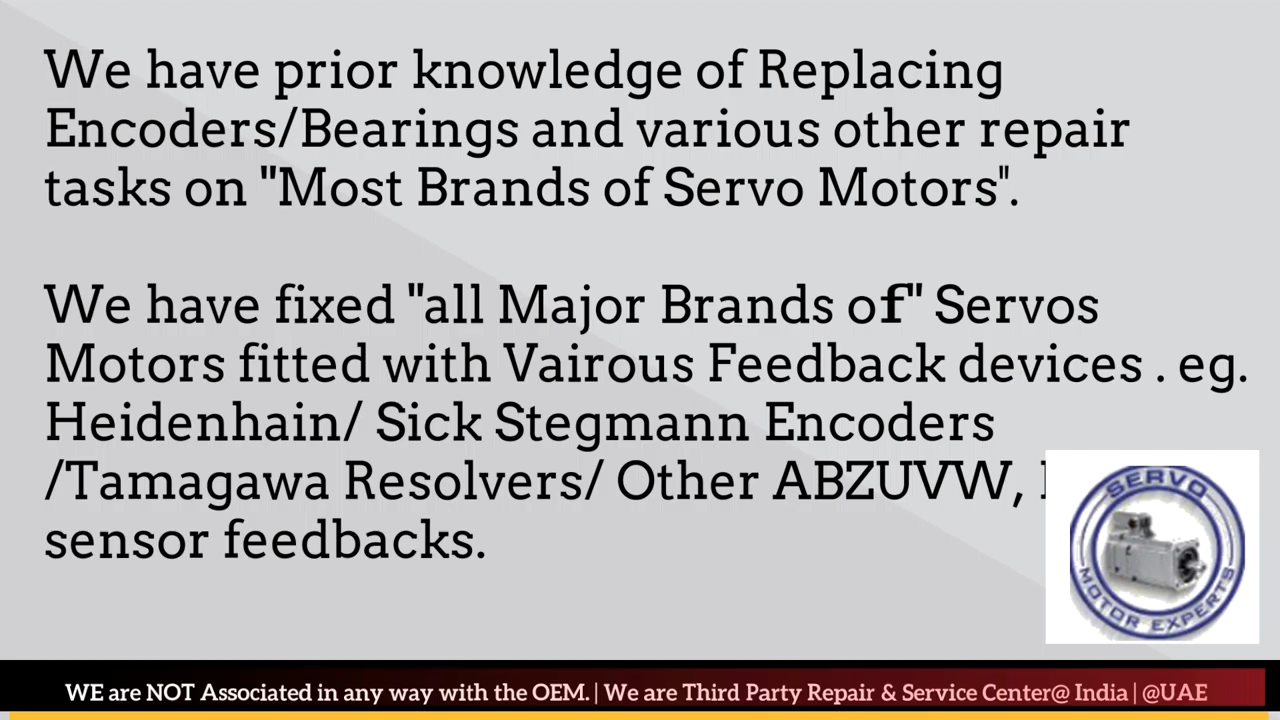 We have prior knowledge of Replacing
Encoders/Bearings and various other repair
tasks on "Most Brands of Servo Motors".
We have fixed "all Major Brands of" Servos
Motors fitted with Vairous Feedback devices . eg.
Heidenhain/ Sick Stegmann Encoders
/Tamagawa Resolvers/ Other ABZUVW,
sensor feedbacks.
SERVO
MOTOR EXPERTS
WE are NOT Associated in any way with the OEM. | We are Third Party Repair & Service Center@ India | @UAE